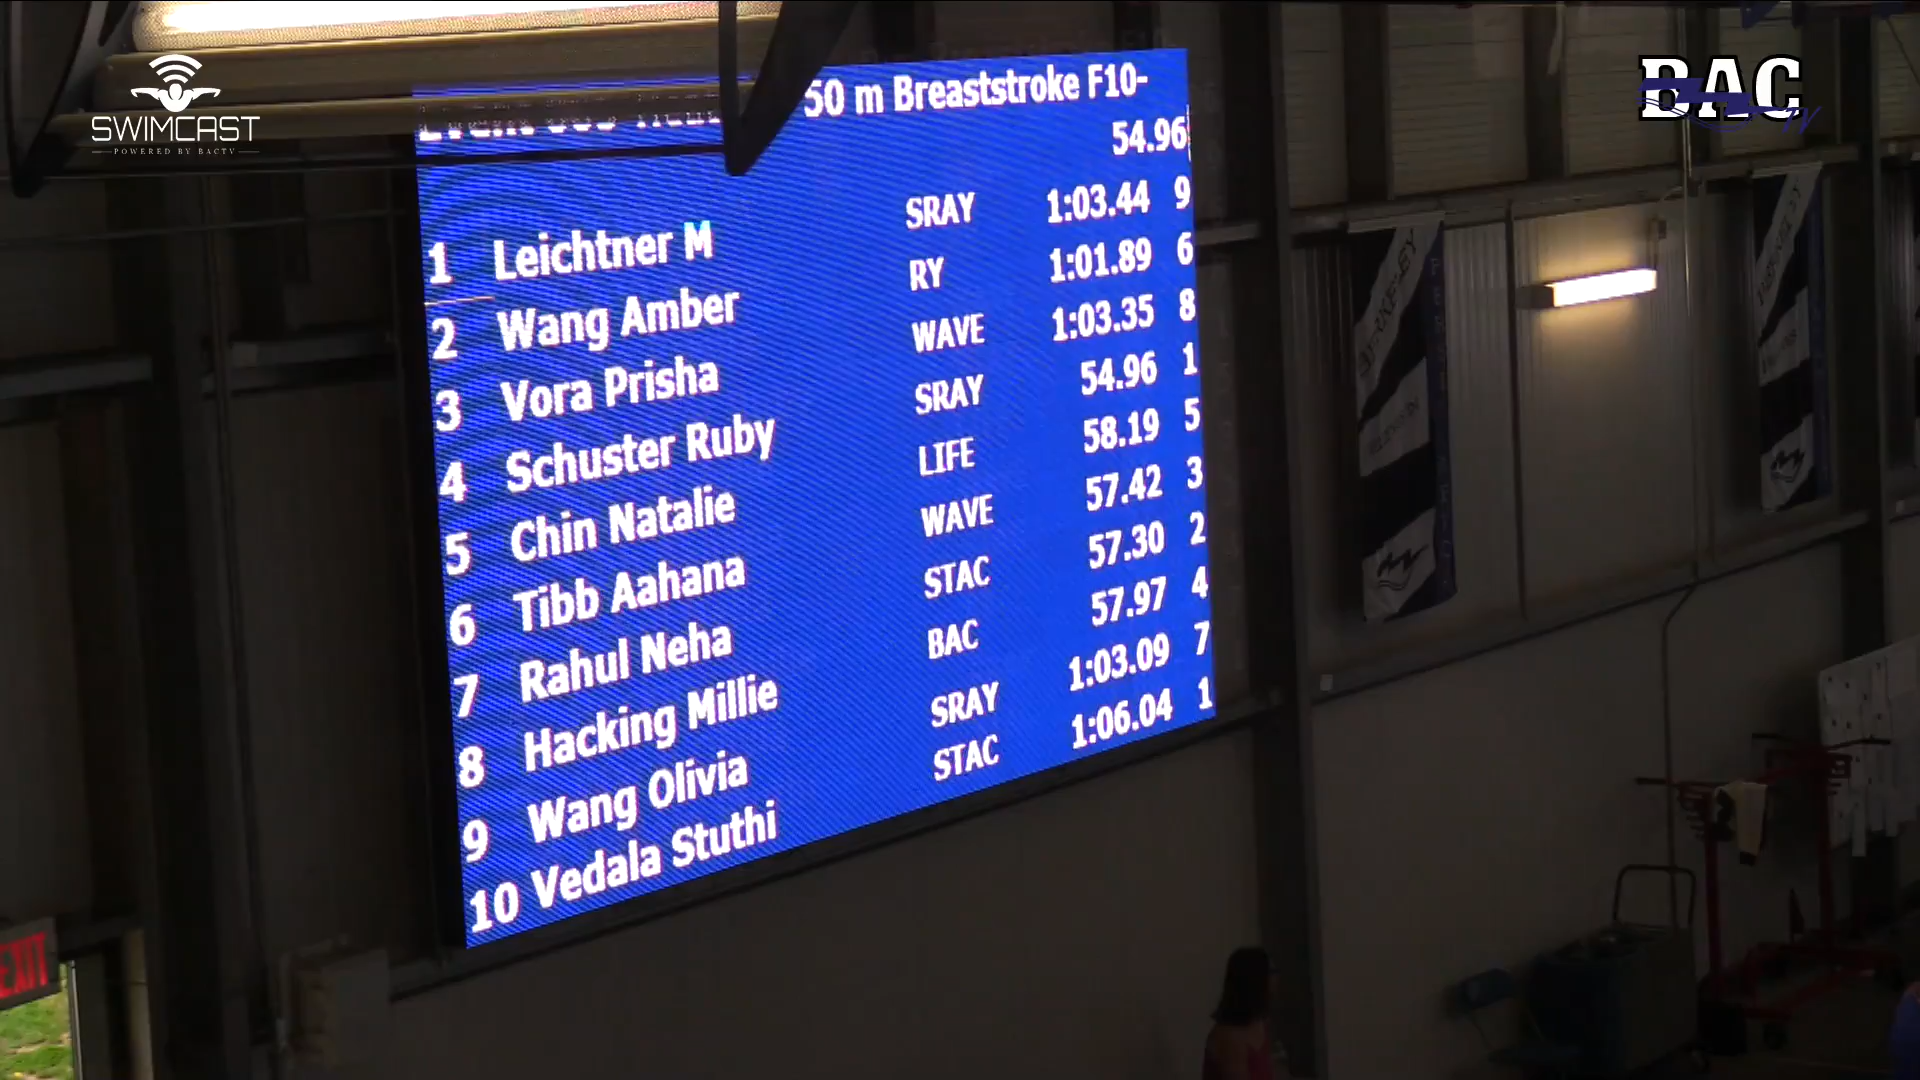 SWIMCAST
POWERED BY BACTV
BAC
TV
50 m Breaststroke F10-
54.96
1 Leichtner M SRAY 1:03.44 9
2 Wang Amber RY 1:01.89 6
3 Vora Prisha WAVE 1:03.35 8
4 Schuster Ruby SRAY 54.96 1
5 Chin Natalie LIFE 58.19 5
6 Tibb Aahana WAVE 57.42 3
7 Rahul Neha STAC 57.30 2
8 Hacking Millie BAC 57.97 4
9 Wang Olivia SRAY 1:03.09 7
10 Vedala Stuthi STAC 1:06.04 1
EXIT